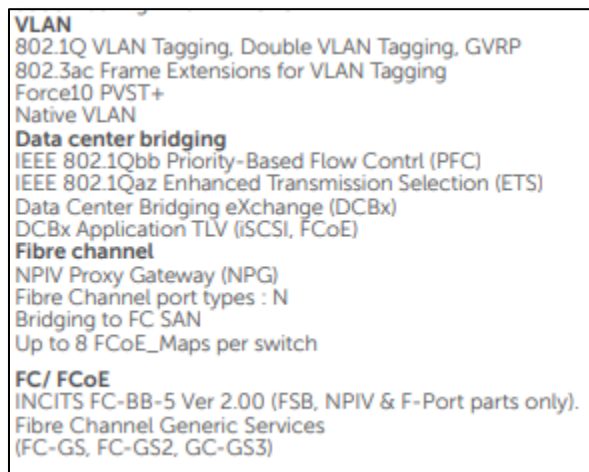 VLAN
802.1Q VLAN Tagging, Double VLAN Tagging, GVRP
802.3ac Frame Extensions for VLAN Tagging
Force10 PVST+
Native VLAN
Data center bridging
IEEE 802.1Qbb Priority-Based Flow Contrl (PFC)
IEEE 802.1Qaz Enhanced Transmission Selection (ETS)
Data Center Bridging eXchange (DCBx)
DCBx Application TLV (iSCSI, FCoE)
Fibre channel
NPIV Proxy Gateway (NPG)
Fibre Channel port types : N
Bridging to FC SAN
Up to 8 FCoE_Maps per switch
FC/ FCoE
INCITS FC-BB-5 Ver 2.00 (FSB, NPIV & F-Port parts only).
Fibre Channel Generic Services
(FC-GS, FC-GS2, GC-GS3)